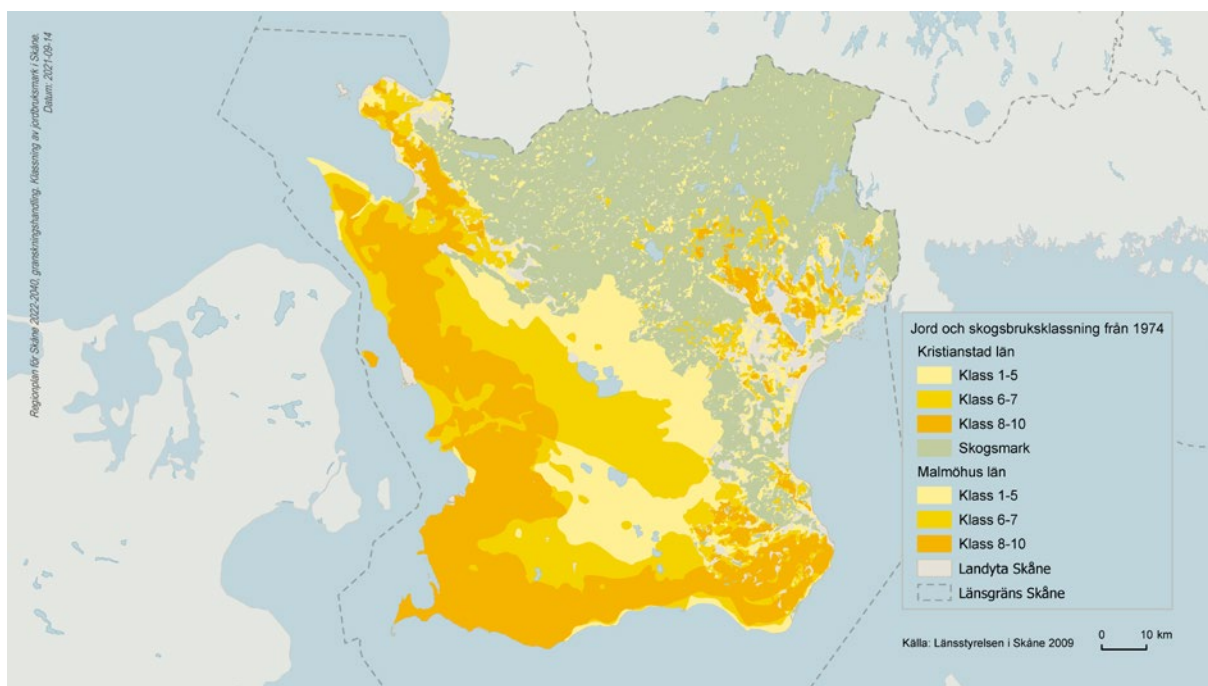 Regionplan för Skåne 2022-2040, granskningshandling. Klassning av jordbruksmark i Skåne.
Datum: 2021-09-14
Jord och skogsbruksklassning från 1974
Kristianstad län
Klass 1-5
Klass 6-7
Klass 8-10
Skogsmark
Malmöhus län
Klass 1-5
Klass 6-7
Klass 8-10
Landyta Skåne
Länsgräns Skåne
Källa: Länsstyrelsen i Skåne 2009
0 10 km